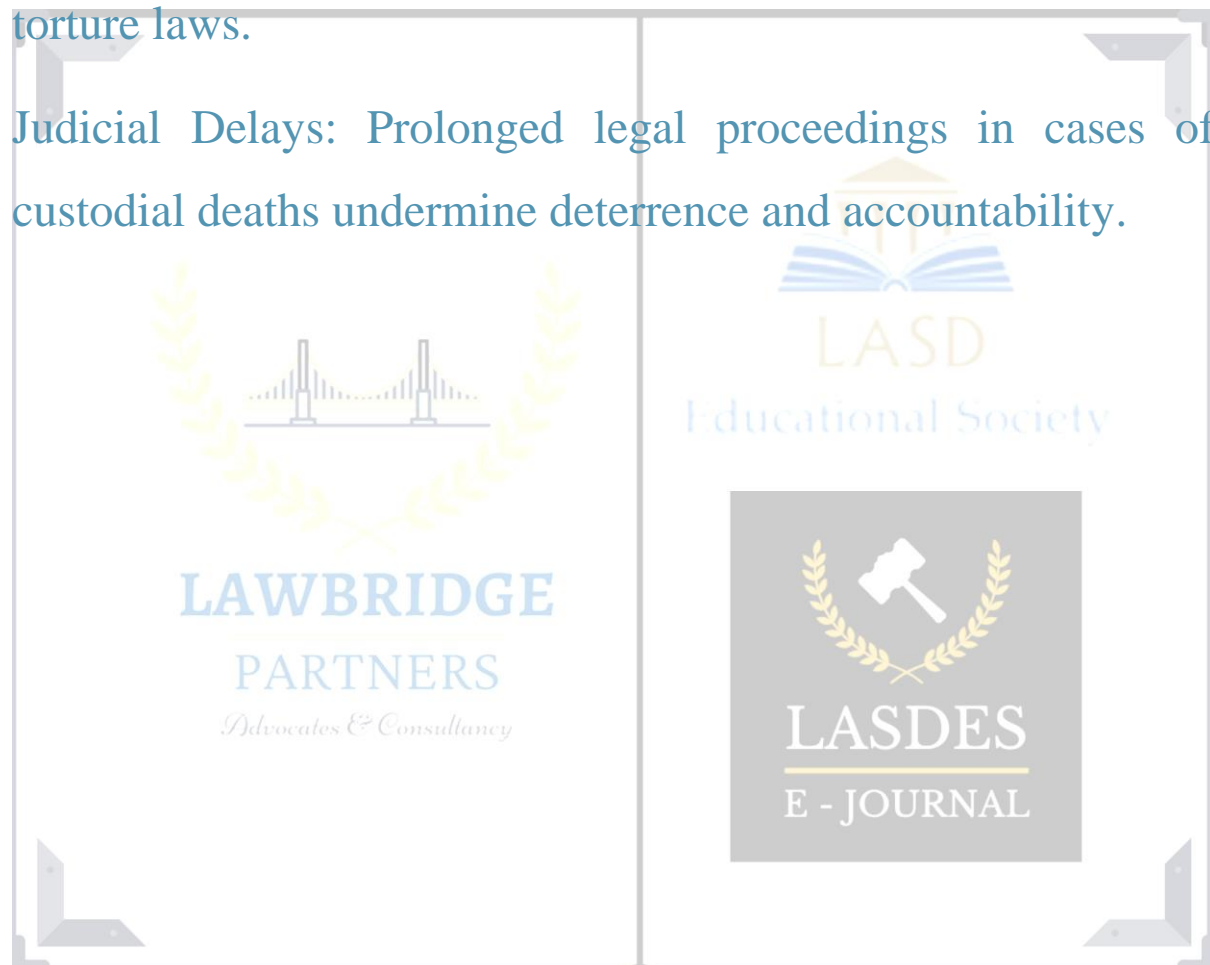 torture laws.
Judicial Delays: Prolonged legal proceedings in cases of
custodial deaths undermine deterrence and accountability.
LASD
Educational Society
LAWBRIDGE
PARTNERS
Advocates & Consultancy
LASDES
E - JOURNAL